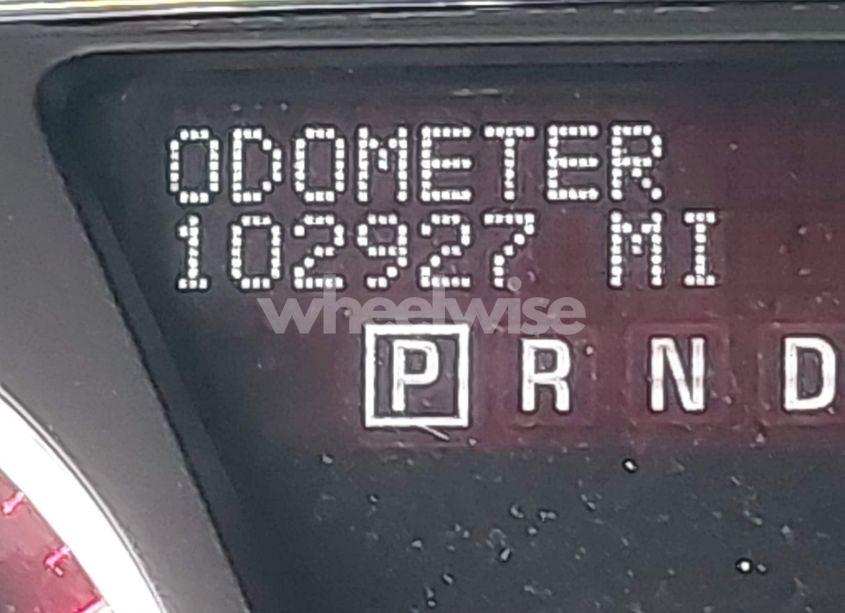 ODOMETER
102927 MI
wheelwise
P R N D